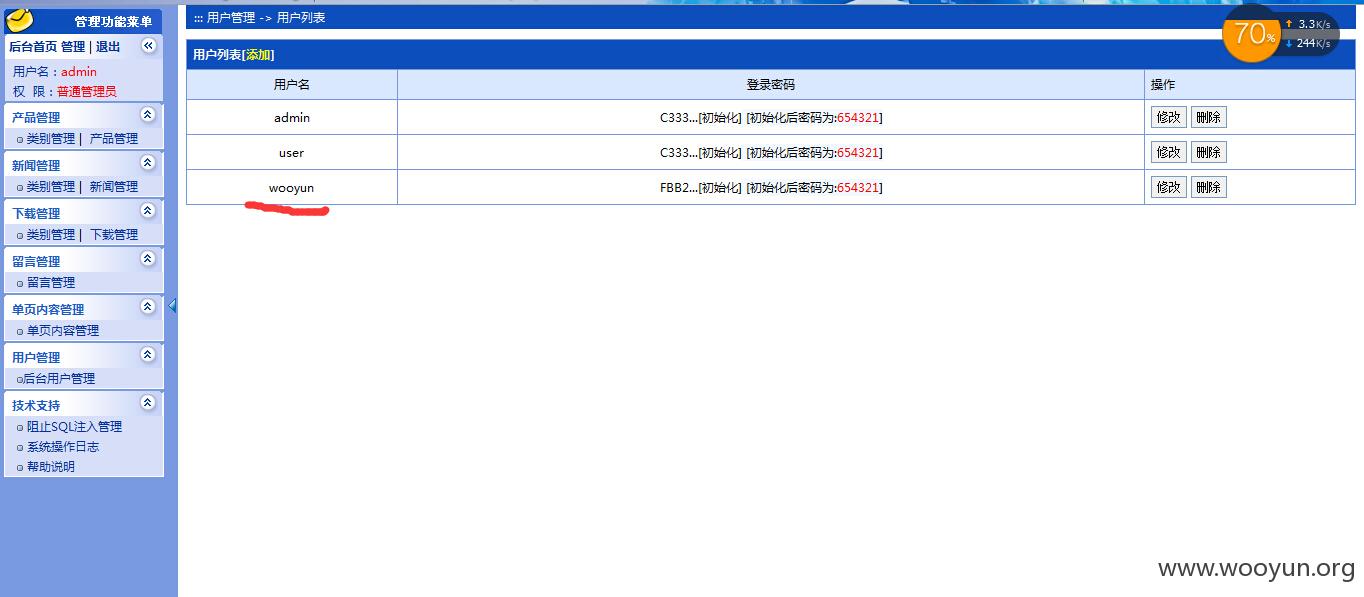 管理功能菜单
后台首页 管理 | 退出
用户名：admin
权 限：普通管理员
产品管理
类别管理 | 产品管理
新闻管理
类别管理 | 新闻管理
下载管理
类别管理 | 下载管理
留言管理
留言管理
单页内容管理
单页内容管理
用户管理
后台用户管理
技术支持
阻止SQL注入管理
系统操作日志
帮助说明
::: 用户管理 -> 用户列表
70%
↑ 3.3K/s
↓ 244K/s
用户列表[添加]
用户名 登录密码 操作
admin C333...[初始化] [初始化后密码为:654321] 修改 删除
user C333...[初始化] [初始化后密码为:654321] 修改 删除
wooyun FBB2...[初始化] [初始化后密码为:654321] 修改 删除
www.wooyun.org